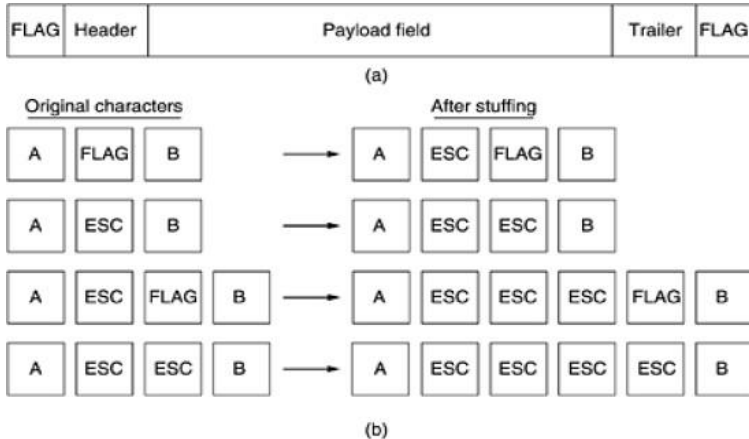 FLAG Header Payload field Trailer FLAG
(a)
Original characters After stuffing
A FLAG B A ESC FLAG B
A ESC B A ESC ESC B
A ESC FLAG B A ESC ESC ESC FLAG B
A ESC ESC B A ESC ESC ESC ESC B
(b)